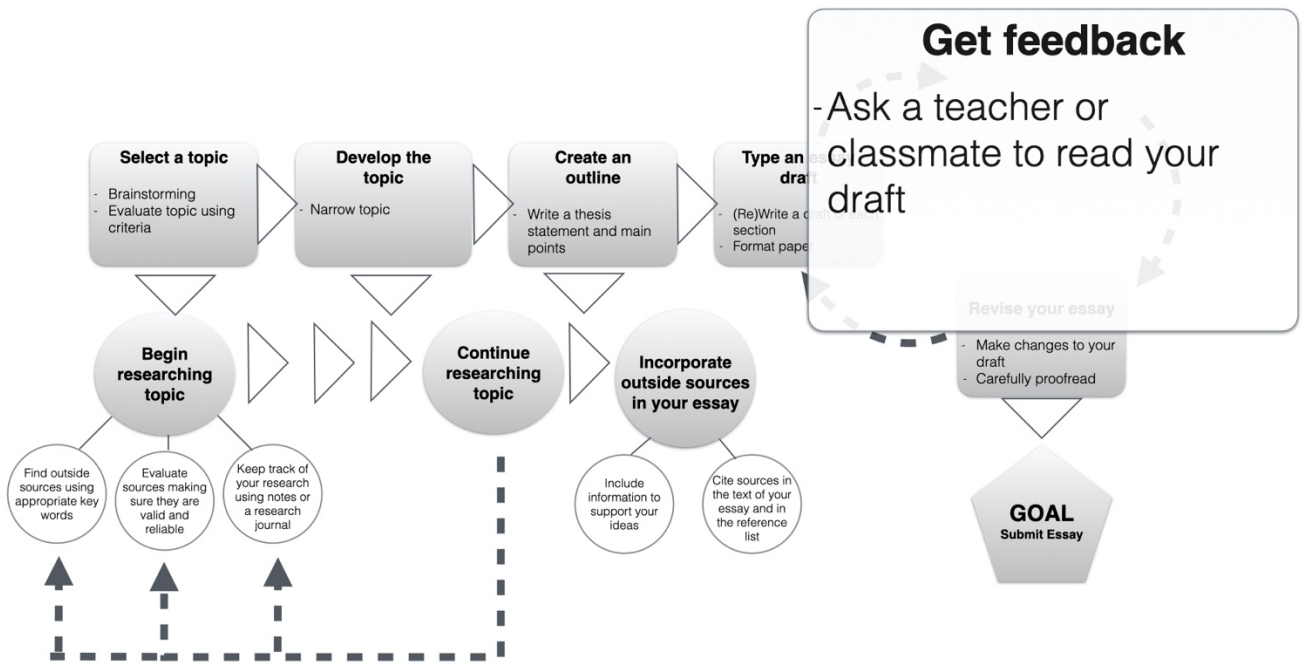 Get feedback
-Ask a teacher or
classmate to read your
draft
Select a topic
- Brainstorming
- Evaluate topic using
criteria
Develop the
topic
- Narrow topic
Create an
outline
- Write a thesis
statement and main
points
Type an essay
draft
- (Re)Write a draft of each
section
- Format paper
Revise your essay
- Make changes to your
draft
- Carefully proofread
Begin
researching
topic
Continue
researching
topic
Incorporate
outside sources
in your essay
Find outside
sources using
appropriate key
words
Evaluate
sources making
sure they are
valid and
reliable
Keep track of
your research
using notes or
a research
journal
Include
information to
support your
ideas
Cite sources in
the text of your
essay and in
the reference
list
GOAL
Submit Essay